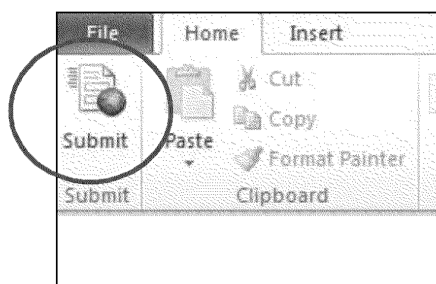 File Home Insert
Cut
Copy
Submit Paste Format Painter
Submit Clipboard